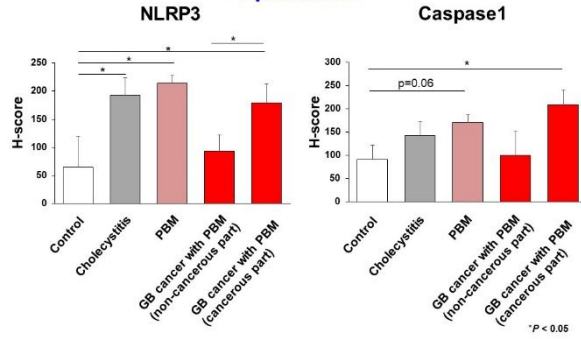 NLRP3
H-score
250
200
150
100
50
0
*
*
*
*
Control
Cholecystitis
PBM
GB cancer with PBM
(non-cancerous part)
GB cancer with PBM
(cancerous part)
Caspase1
H-score
300
250
200
150
100
50
0
*
p=0.06
Control
Cholecystitis
PBM
GB cancer with PBM
(non-cancerous part)
GB cancer with PBM
(cancerous part)
*P < 0.05